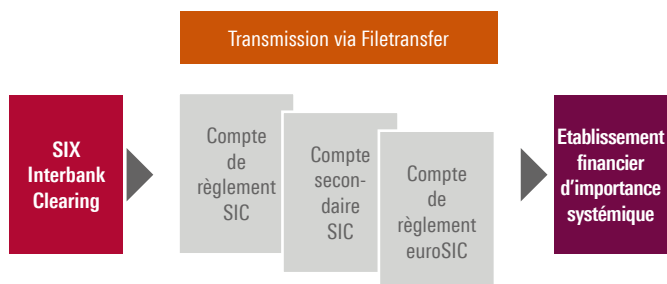 Transmission via Filetransfer
SIX
Interbank
Clearing
Compte
de
règlement
SIC
Compte
secon-
daire
SIC
Compte
de
règlement
euroSIC
Etablissement
financier
d'importance
systémique